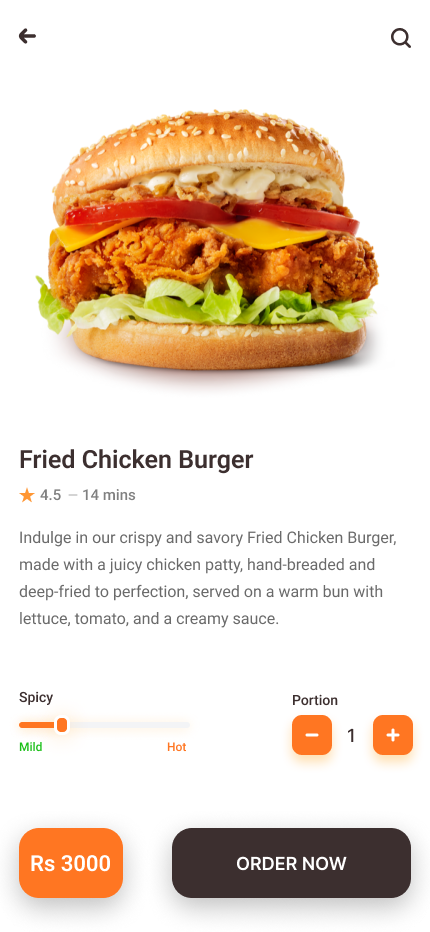 Fried Chicken Burger
4.5 — 14 mins
Indulge in our crispy and savory Fried Chicken Burger,
made with a juicy chicken patty, hand-breaded and
deep-fried to perfection, served on a warm bun with
lettuce, tomato, and a creamy sauce.
Spicy
Mild
Hot
Portion
1
Rs 3000
ORDER NOW